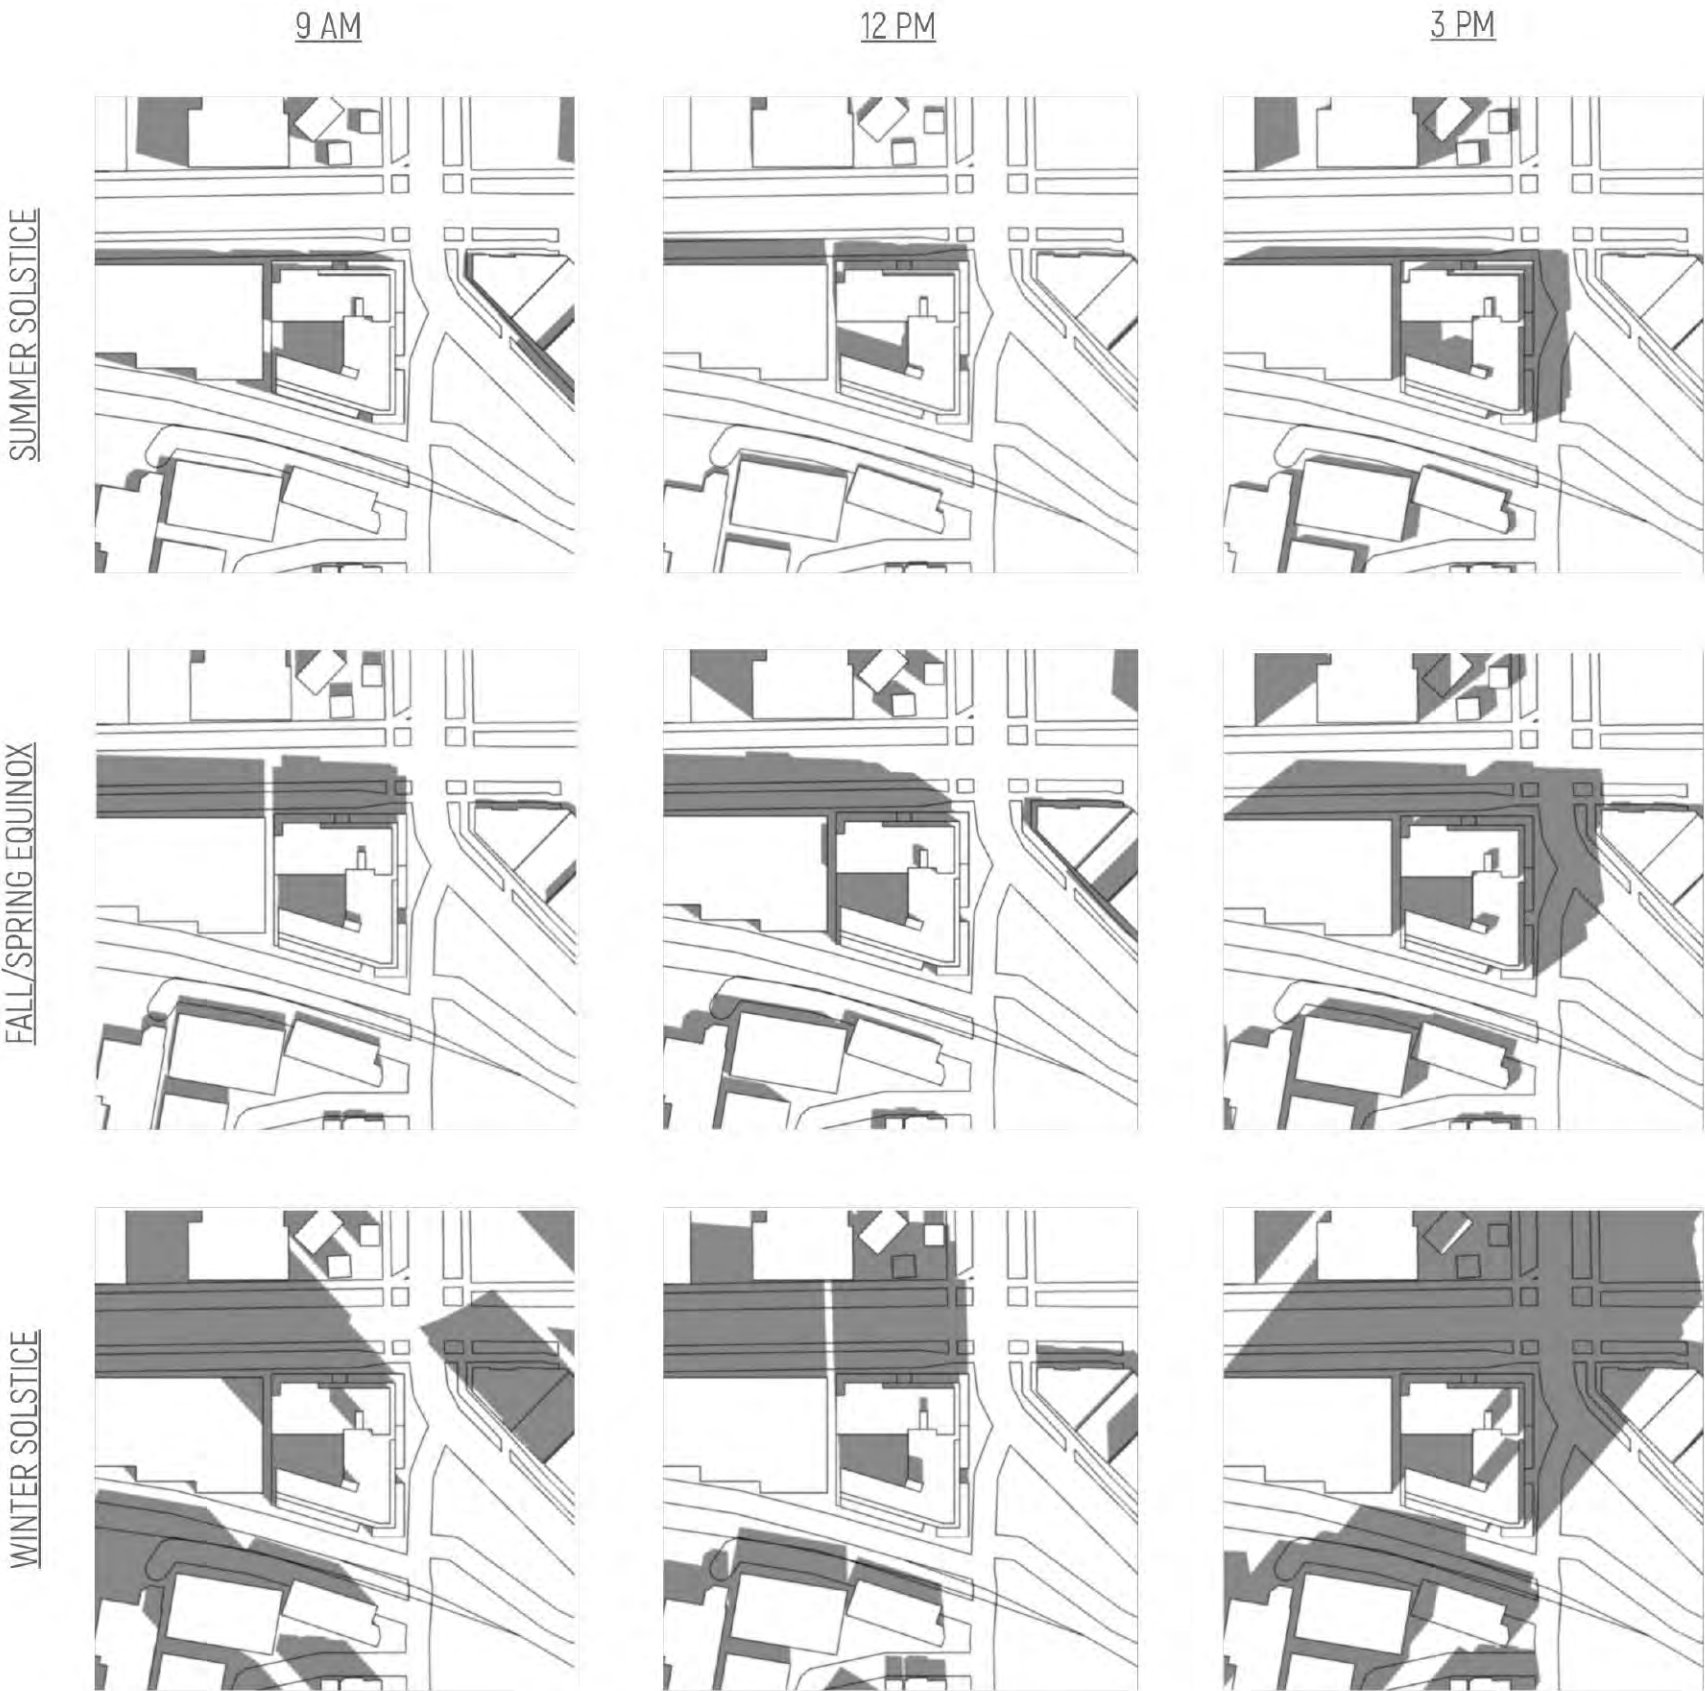 9 AM
12 PM
3 PM
SUMMER SOLSTICE
FALL/SPRING EQUINOX
WINTER SOLSTICE